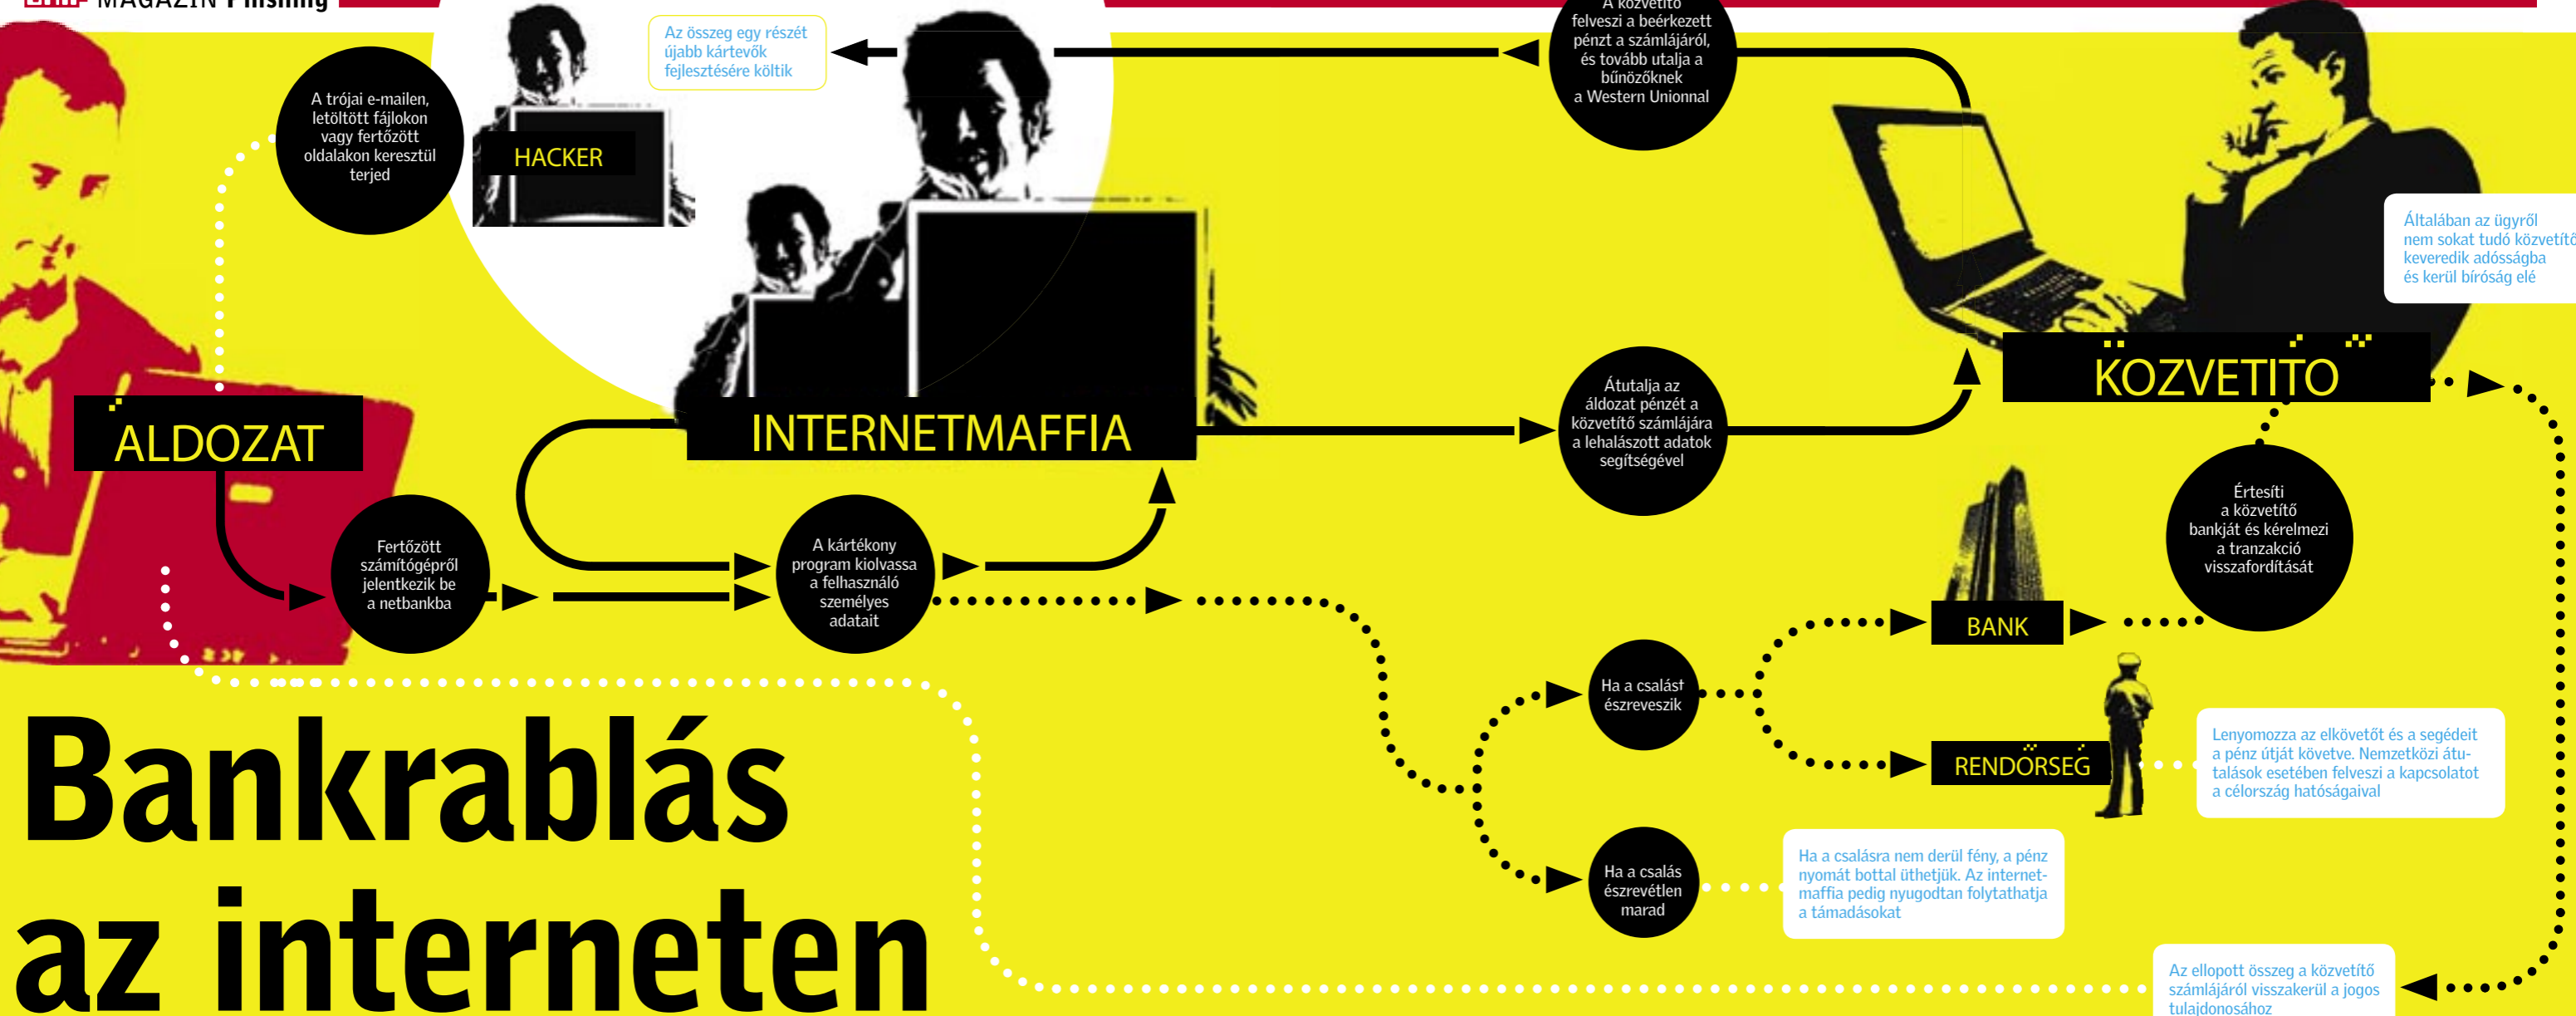 MAGAZIN Phishing
A trójai e-mailen,
letöltött fájlokon
vagy fertőzött
oldalakon keresztül
terjed
HACKER
Az összeg egy részét
újabb kártevők
fejlesztésére költik
A közvetítő
felveszi a beérkezett
pénzt a számlájáról,
és tovább utalja a
bűnözőknek
a Western Unionnal
Általában az ügyről
nem sokat tudó közvetítő
keveredik adósságba
és kerül bíróság elé
ÁLDOZAT
INTERNETMAFFIA
Átutalja az
áldozat pénzét a
közvetítő számlájára
a lehalászott adatok
segítségével
KÖZVETÍTŐ
Fertőzött
számítógépről
jelentkezik be
a netbankba
A kártékony
program kiolvassa
a felhasználó
személyes
adatait
Értesíti
a közvetítő
bankját és kérelmezi
a tranzakció
visszafordítását
BANK
Ha a csalást
észreveszik
RENDŐRSÉG
Lenyomozza az elkövetőt és a segédeit
a pénz útját követve. Nemzetközi átu-
talások esetében felveszi a kapcsolatot
a célország hatóságaival
Ha a csalás
észrevétlen
marad
Ha a csalásra nem derül fény, a pénz
nyomát bottal üthetjük. Az internet-
maffia pedig nyugodtan folytathatja
a támadásokat
Az ellopott összeg a közvetítő
számlájáról visszakerül a jogos
tulajdonosához
Bankrablás
az interneten